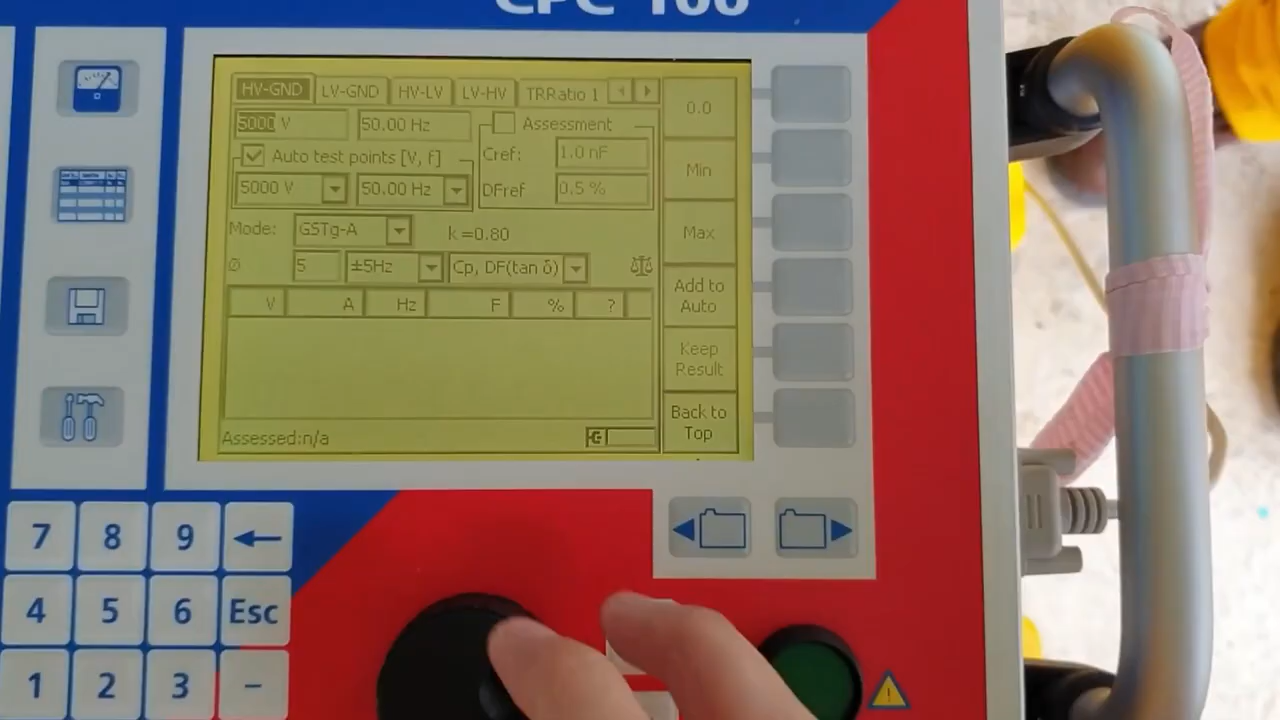 CPC 100
HV-GND LV-GND HV-LV LV-HV TRRatio 1
5000 V 50.00 Hz Assessment
Auto test points [V, f] Cref: 1.0 nF
5000 V 50.00 Hz DFref 0.5 %
Mode: GSTg-A k =0.80
5 ±5Hz Cp, DF(tan δ)
V A Hz F % ?
Assessed:n/a
0.0
Min
Max
Add to
Auto
Keep
Result
Back to
Top
7 8 9
4 5 6 Esc
1 2 3 –